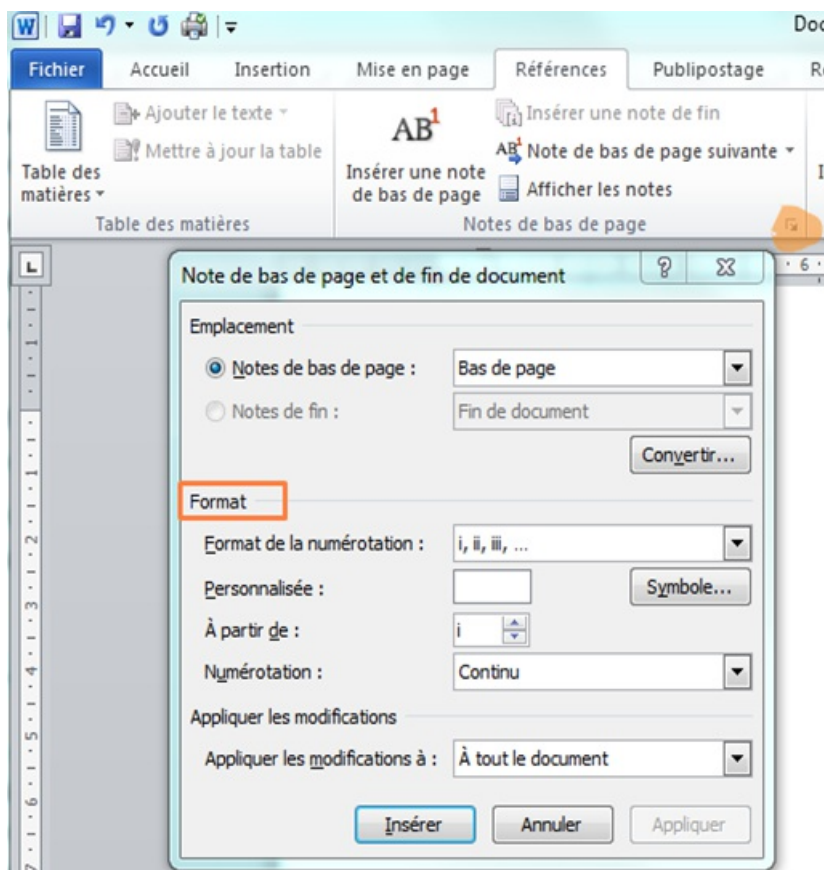 Doc
Fichier Accueil Insertion Mise en page Références Publipostage R
Ajouter le texte
Mettre à jour la table
Table des matières
AB1
Insérer une note de bas de page
Insérer une note de fin
Note de bas de page suivante
Afficher les notes
Table des matières Notes de bas de page
Note de bas de page et de fin de document
Emplacement
Notes de bas de page : Bas de page
Notes de fin : Fin de document
Convertir...
Format
Format de la numérotation : i, ii, iii, ...
Personnalisée : Symbole...
À partir de : i
Numérotation : Continu
Appliquer les modifications
Appliquer les modifications à : À tout le document
Insérer Annuler Appliquer